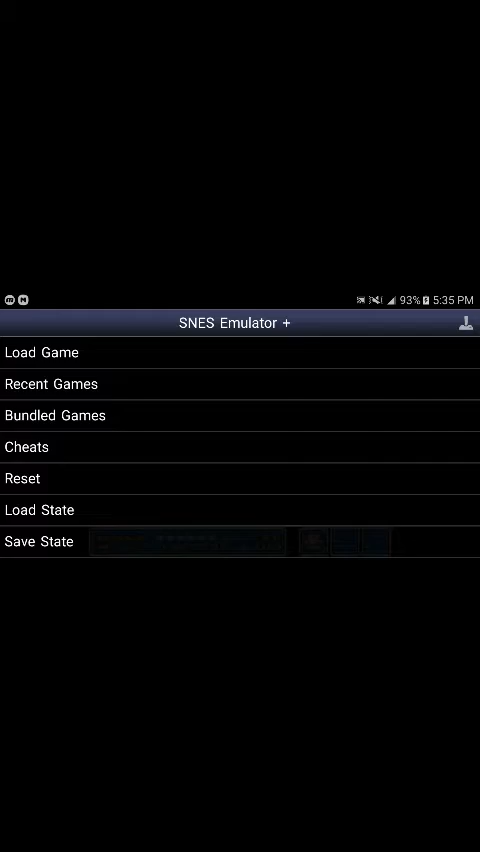 93% 5:35 PM
SNES Emulator +
Load Game
Recent Games
Bundled Games
Cheats
Reset
Load State
Save State